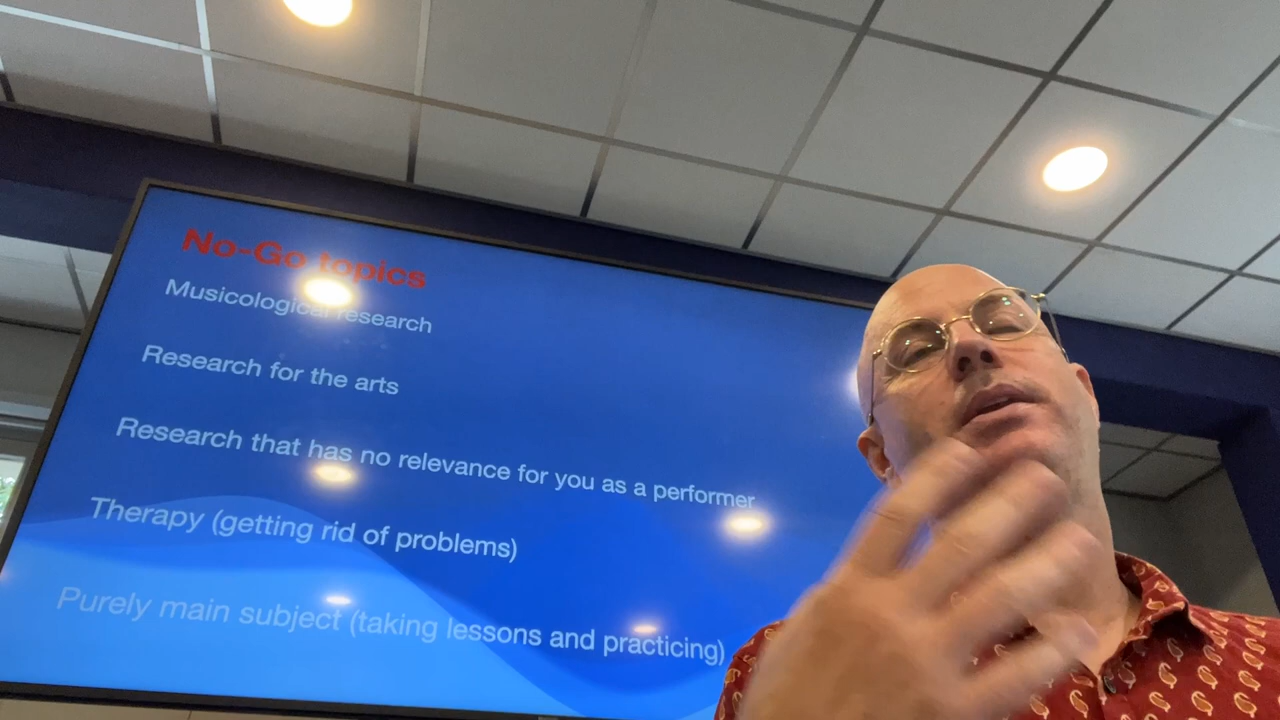 No-Go topics
Musicological research
Research for the arts
Research that has no relevance for you as a performer
Therapy (getting rid of problems)
Purely main subject (taking lessons and practicing)